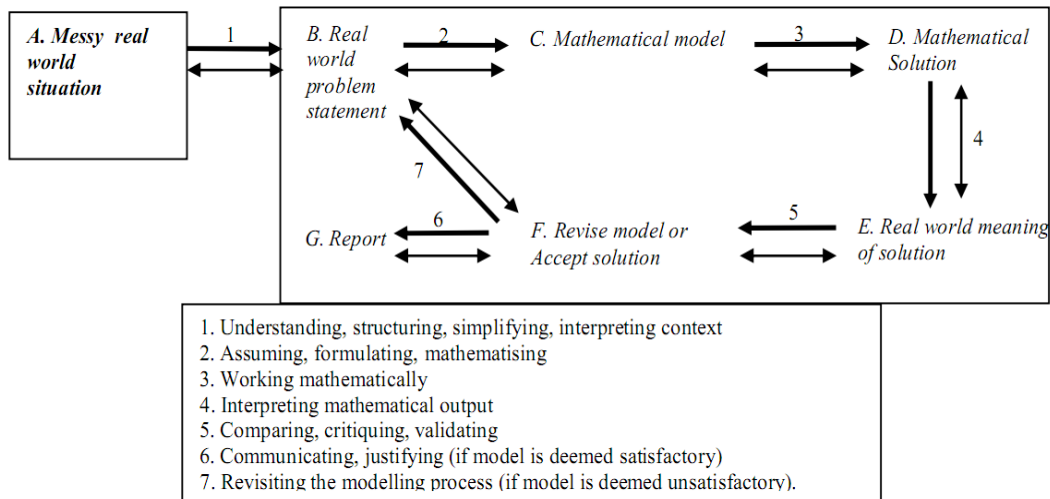 A. Messy real
world
situation
1
B. Real
world
problem
statement
2
C. Mathematical model
3
D. Mathematical
Solution
4
E. Real world meaning
of solution
5
F. Revise model or
Accept solution
6
G. Report
7
1. Understanding, structuring, simplifying, interpreting context
2. Assuming, formulating, mathematising
3. Working mathematically
4. Interpreting mathematical output
5. Comparing, critiquing, validating
6. Communicating, justifying (if model is deemed satisfactory)
7. Revisiting the modelling process (if model is deemed unsatisfactory).